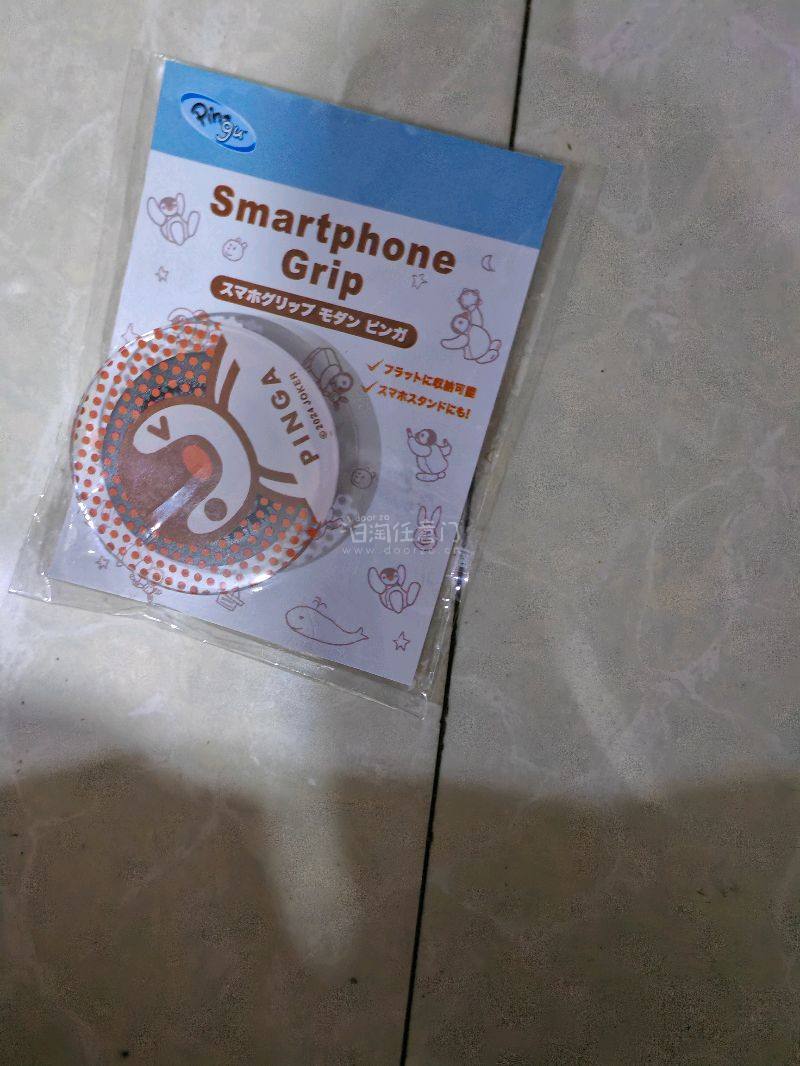 Pingu
Smartphone
Grip
スマホグリップ モダン ピンガ
フラットに収納可能
スマホスタンドにも!
PINGA
©2024 JOKER
doorzo
日淘任意门
www.doorzo.cn